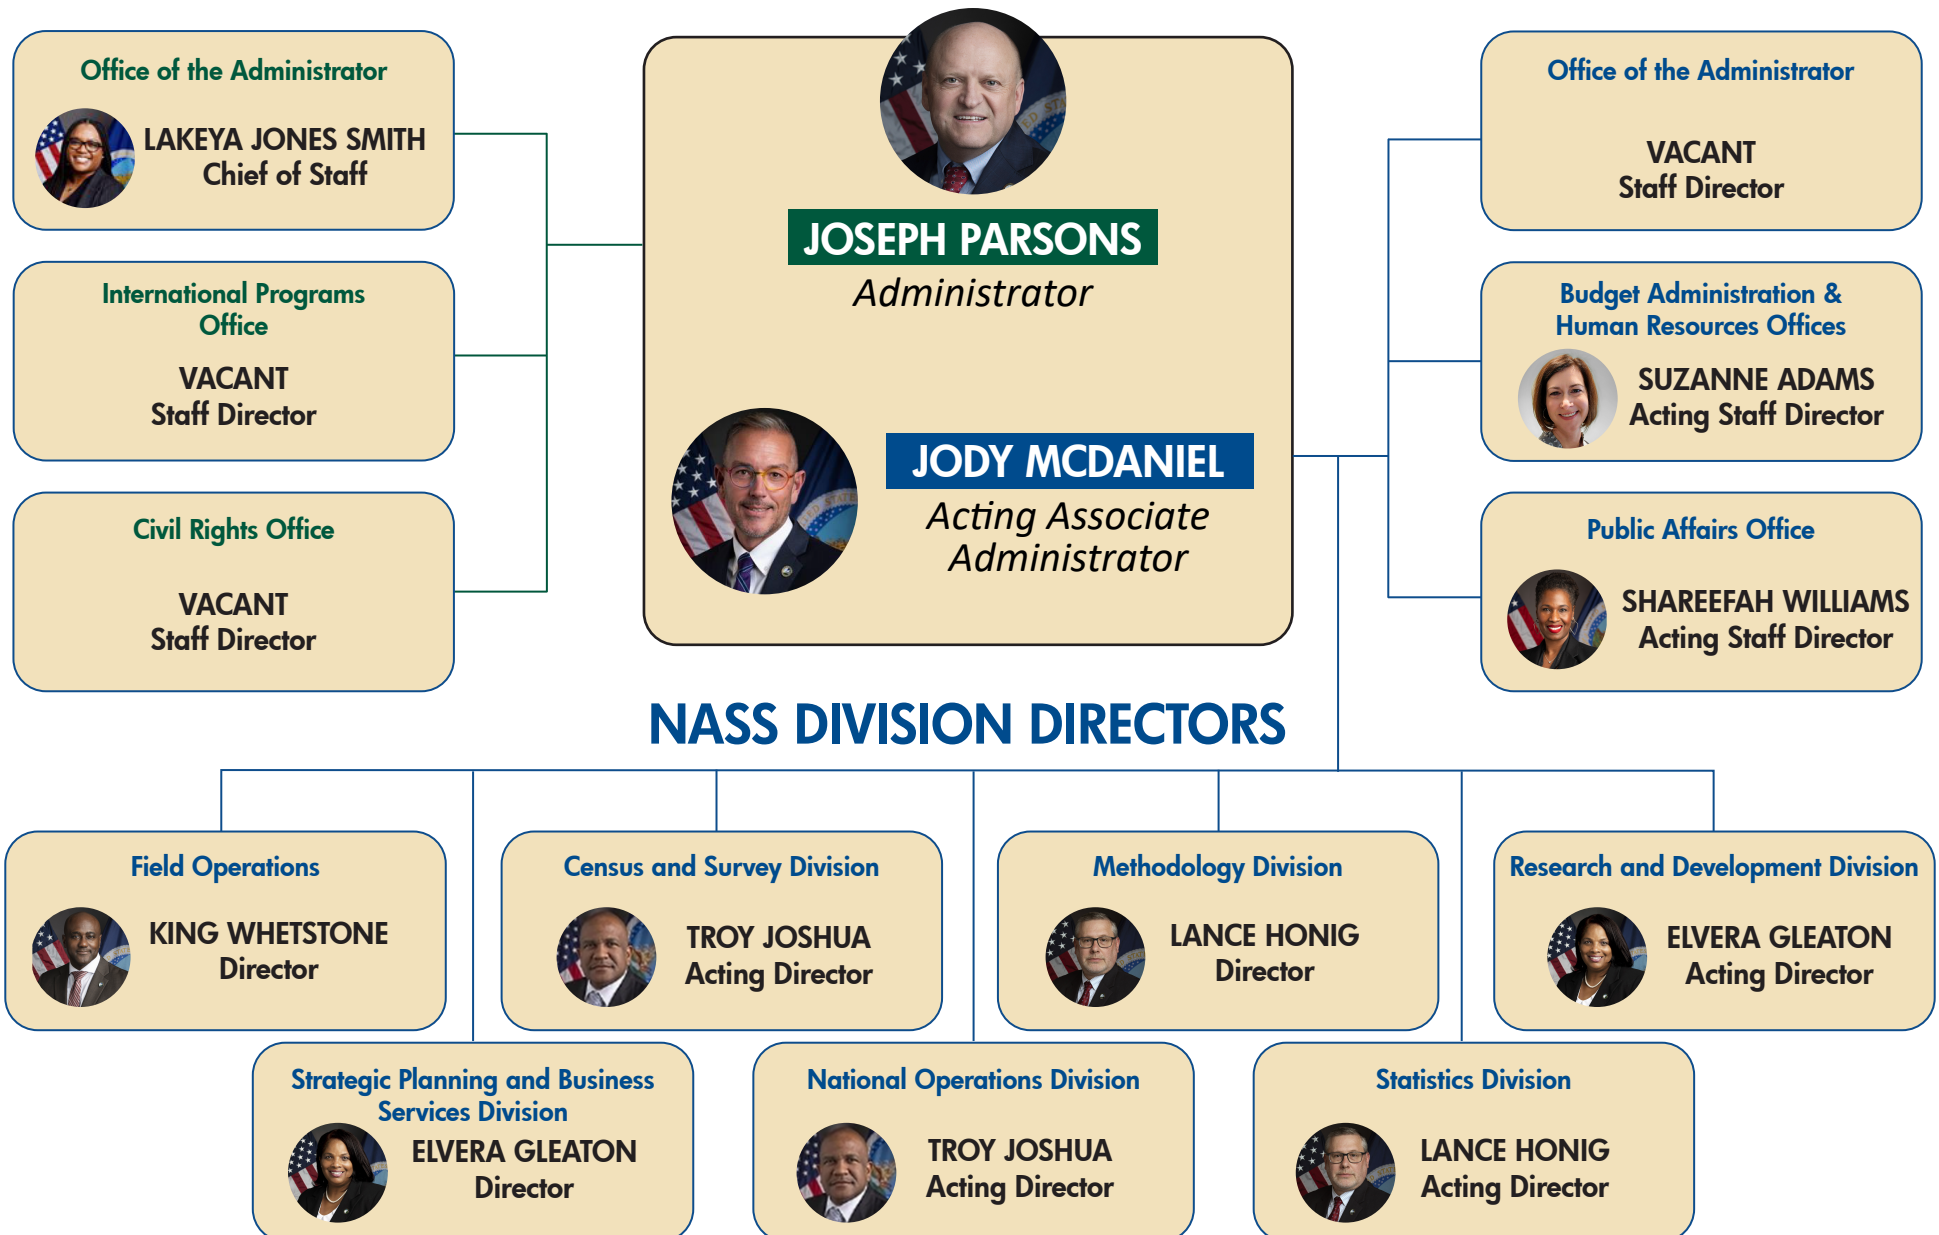 Office of the Administrator
LAKEYA JONES SMITH
Chief of Staff
International Programs
Office
VACANT
Staff Director
Civil Rights Office
VACANT
Staff Director
JOSEPH PARSONS
Administrator
JODY MCDANIEL
Acting Associate
Administrator
Office of the Administrator
VACANT
Staff Director
Budget Administration &
Human Resources Offices
SUZANNE ADAMS
Acting Staff Director
Public Affairs Office
SHAREEFAH WILLIAMS
Acting Staff Director
NASS DIVISION DIRECTORS
Field Operations
KING WHETSTONE
Director
Census and Survey Division
TROY JOSHUA
Acting Director
Methodology Division
LANCE HONIG
Director
Research and Development Division
ELVERA GLEATON
Acting Director
Strategic Planning and Business
Services Division
ELVERA GLEATON
Director
National Operations Division
TROY JOSHUA
Acting Director
Statistics Division
LANCE HONIG
Acting Director